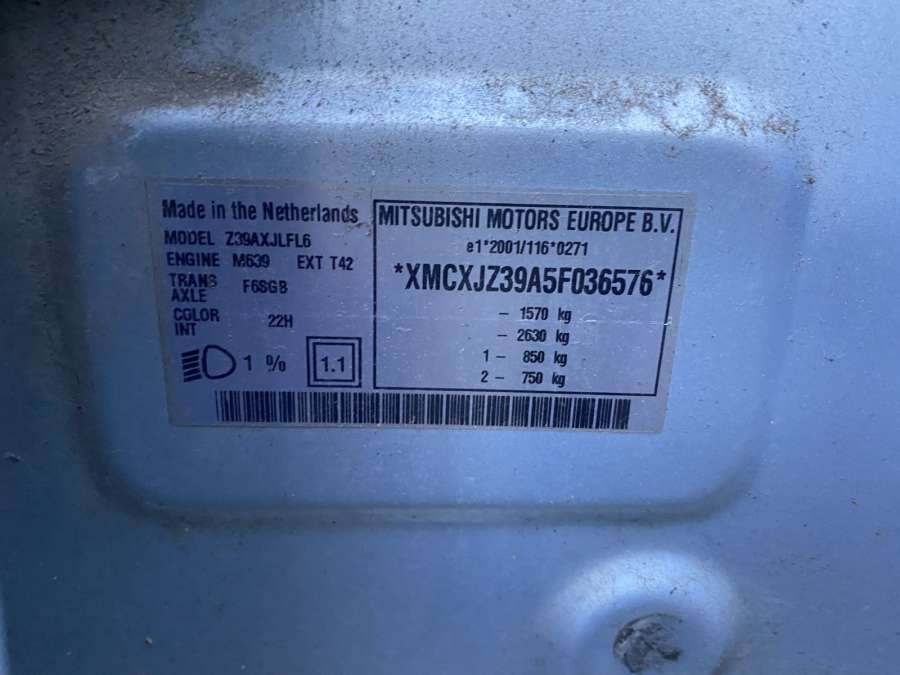 Made in the Netherlands
MODEL Z39AXJLFL6
ENGINE M639 EXT T42
TRANS AXLE F6SGB
COLOR INT 22H
1 % 1.1
MITSUBISHI MOTORS EUROPE B.V.
e1*2001/116*0271
*XMCXJZ39A5F036576*
- 1570 kg
- 2630 kg
1 - 850 kg
2 - 750 kg